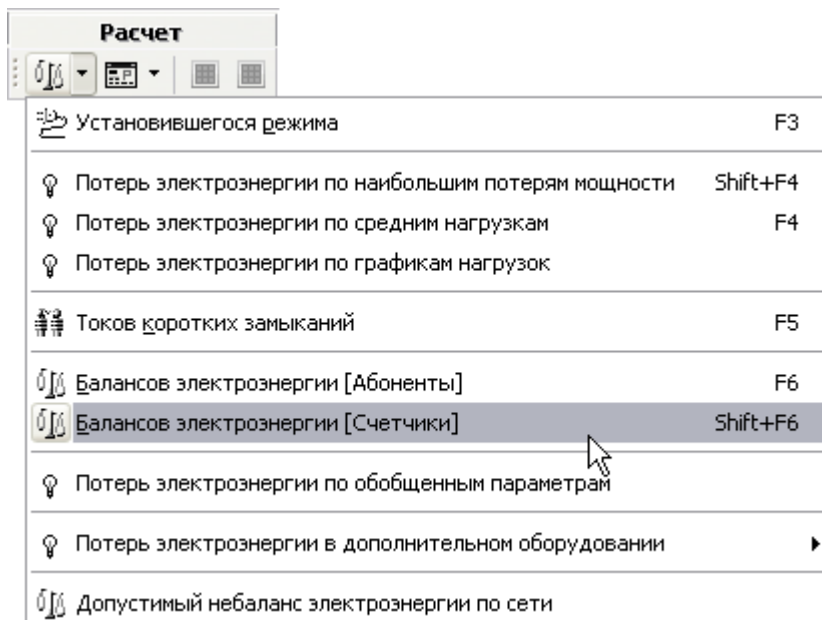 Расчет
Установившегося режима F3
Потерь электроэнергии по наибольшим потерям мощности Shift+F4
Потерь электроэнергии по средним нагрузкам F4
Потерь электроэнергии по графикам нагрузок
Токов коротких замыканий F5
Балансов электроэнергии [Абоненты] F6
Балансов электроэнергии [Счетчики] Shift+F6
Потерь электроэнергии по обобщенным параметрам
Потерь электроэнергии в дополнительном оборудовании
Допустимый небаланс электроэнергии по сети